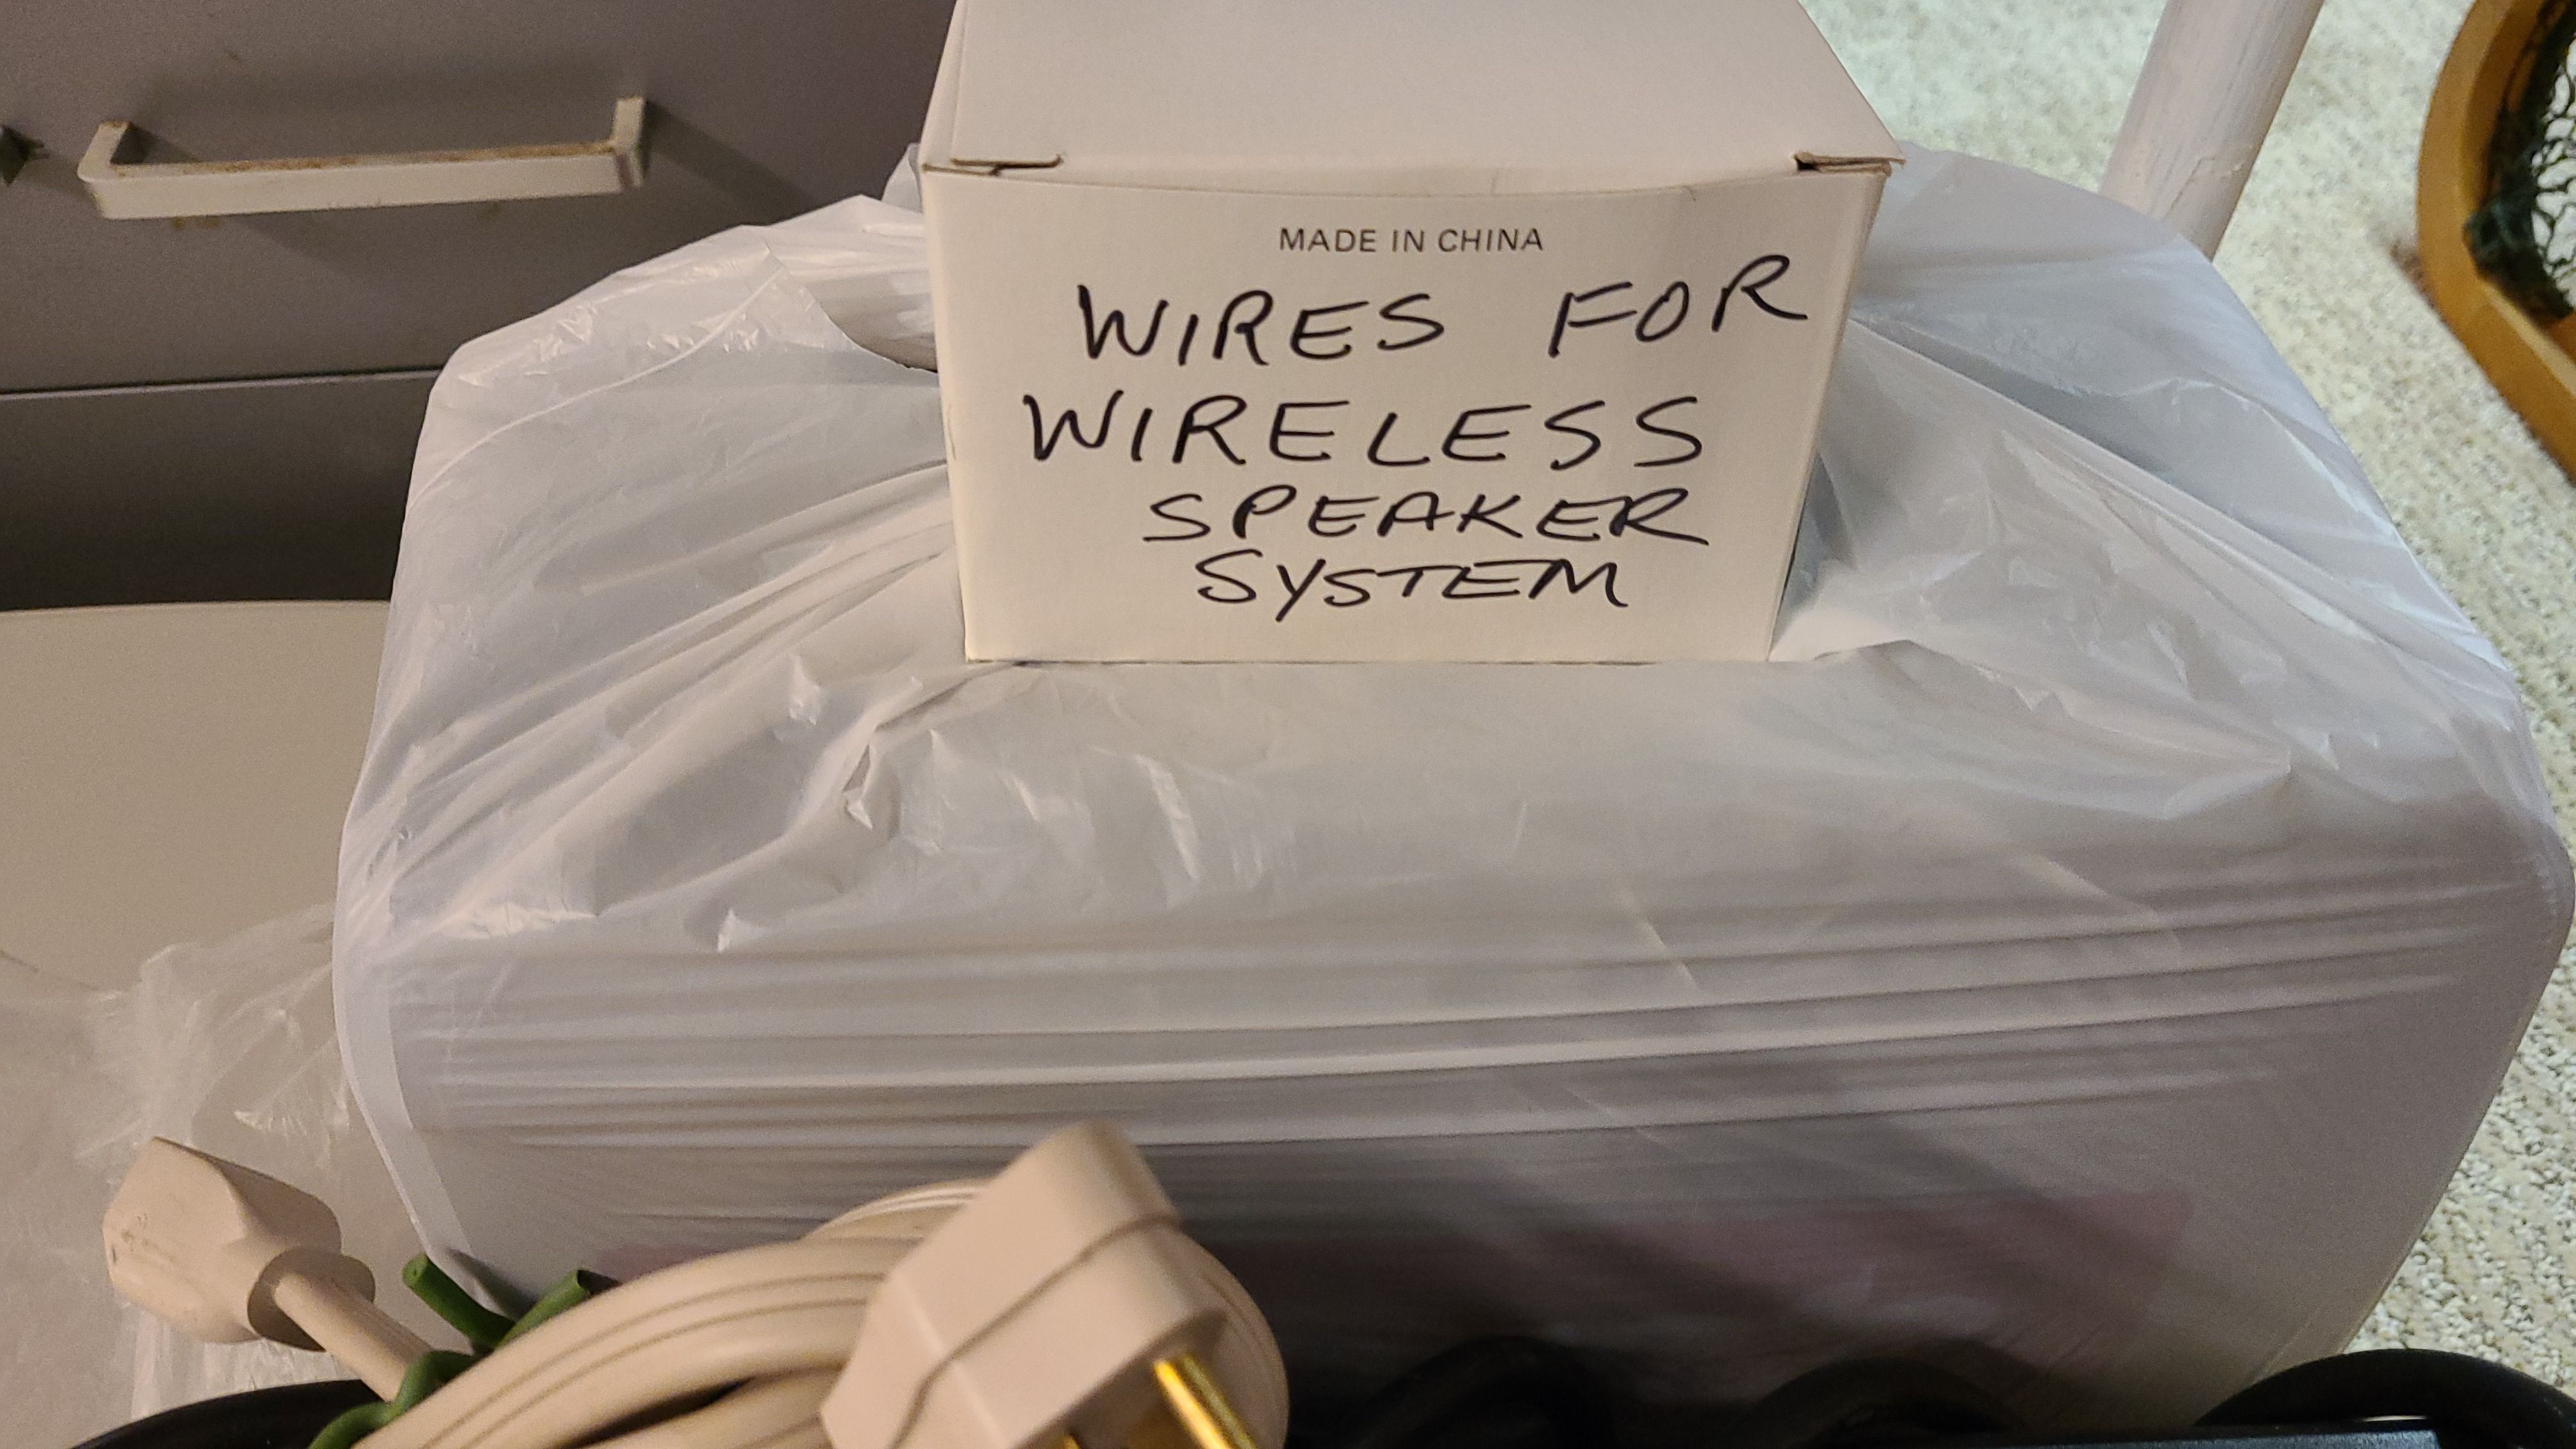 MADE IN CHINA
WIRES FOR
WIRELESS
SPEAKER
SYSTEM